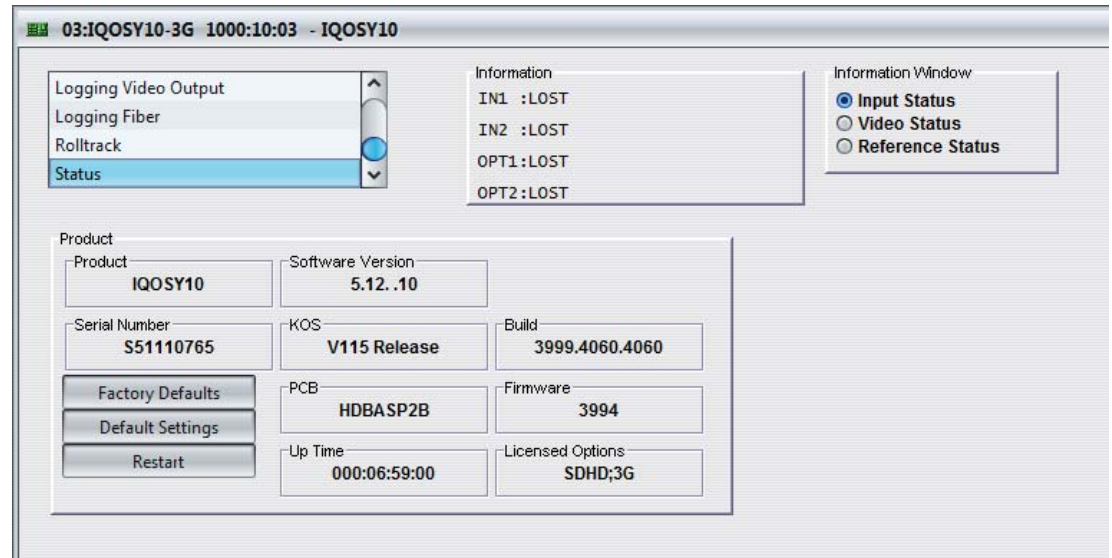 03:IQOSY10-3G 1000:10:03 - IQOSY10
Logging Video Output
Logging Fiber
Rolltrack
Status
Information
IN1 :LOST
IN2 :LOST
OPT1:LOST
OPT2:LOST
Information Window
Input Status
Video Status
Reference Status
Product
Product
IQOSY10
Software Version
5.12. .10
Serial Number
S51110765
KOS
V115 Release
Build
3999.4060.4060
Factory Defaults
Default Settings
Restart
PCB
HDBASP2B
Firmware
3994
Up Time
000:06:59:00
Licensed Options
SDHD;3G